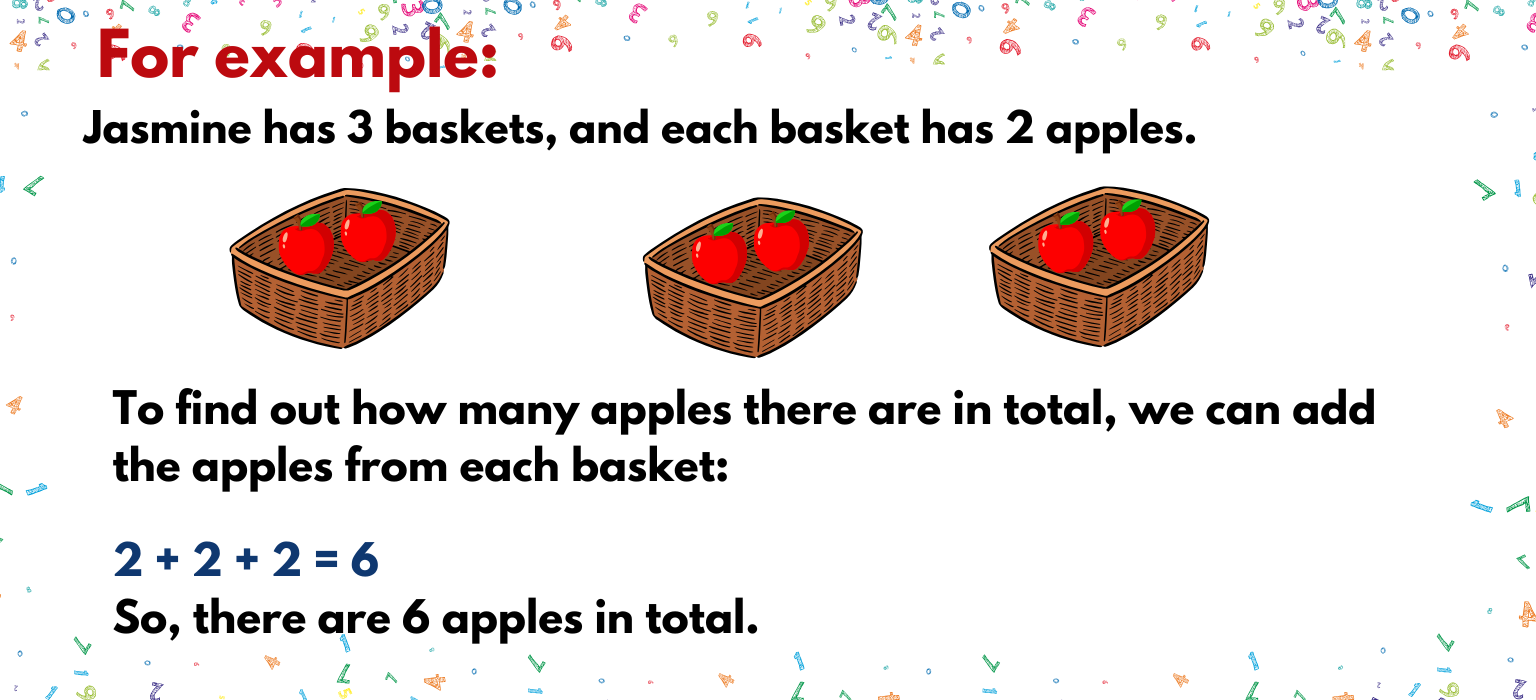 For example:
Jasmine has 3 baskets, and each basket has 2 apples.
To find out how many apples there are in total, we can add
the apples from each basket:
2 + 2 + 2 = 6
So, there are 6 apples in total.